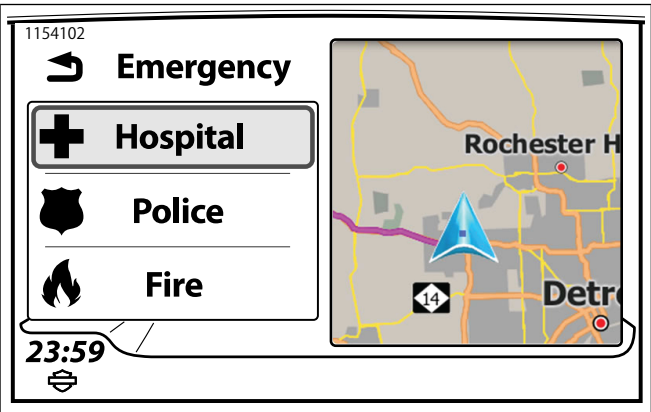 1154102
Emergency
Hospital
Police
Fire
Rochester H
14
Detr
23:59